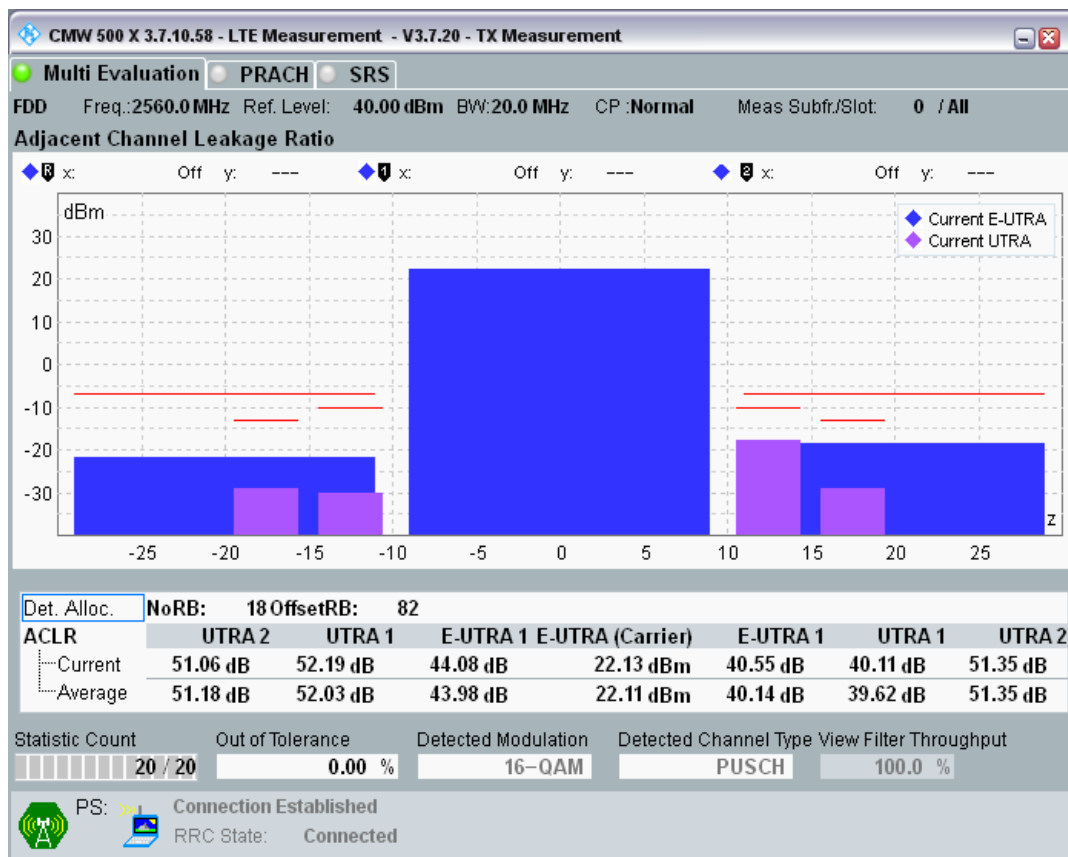 CMW 500 X 3.7.10.58 - LTE Measurement - V3.7.20 - TX Measurement
Multi Evaluation PRACH SRS
FDD Freq.:2560.0 MHz Ref. Level: 40.00 dBm BW:20.0 MHz CP :Normal Meas Subfr./Slot: 0 / All
Adjacent Channel Leakage Ratio
R x: Off y: --- 1 x: Off y: --- 2 x: Off y: ---
dBm
Current E-UTRA
Current UTRA
30
20
10
0
-10
-20
-30
z
-25 -20 -15 -10 -5 0 5 10 15 20 25
Det. Alloc. NoRB: 18 OffsetRB: 82
ACLR UTRA 2 UTRA 1 E-UTRA 1 E-UTRA (Carrier) E-UTRA 1 UTRA 1 UTRA 2
Current 51.06 dB 52.19 dB 44.08 dB 22.13 dBm 40.55 dB 40.11 dB 51.35 dB
Average 51.18 dB 52.03 dB 43.98 dB 22.11 dBm 40.14 dB 39.62 dB 51.35 dB
Statistic Count Out of Tolerance Detected Modulation Detected Channel Type View Filter Throughput
20 / 20 0.00 % 16-QAM PUSCH 100.0 %
PS: Connection Established
RRC State: Connected